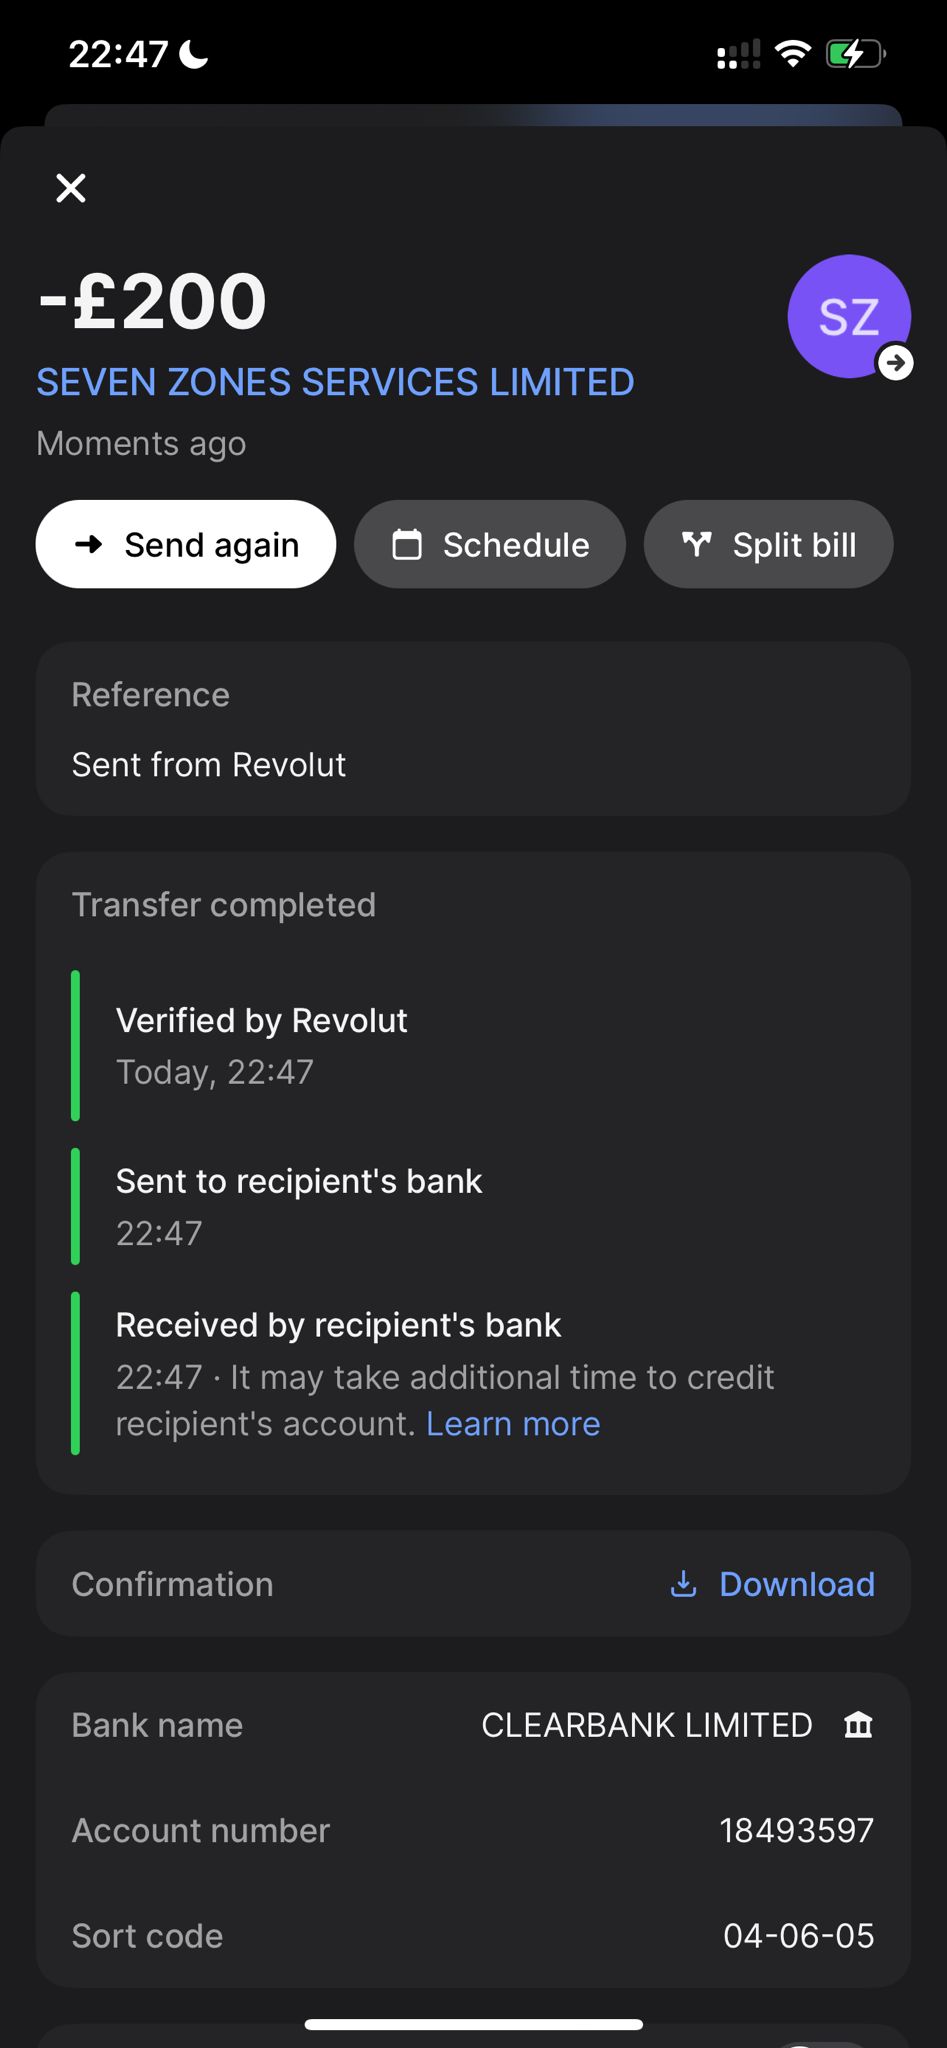 22:47
-£200
SZ
SEVEN ZONES SERVICES LIMITED
Moments ago
Send again
Schedule
Split bill
Reference
Sent from Revolut
Transfer completed
Verified by Revolut
Today, 22:47
Sent to recipient's bank
22:47
Received by recipient's bank
22:47 · It may take additional time to credit
recipient's account. Learn more
Confirmation
Download
Bank name
CLEARBANK LIMITED
Account number
18493597
Sort code
04-06-05